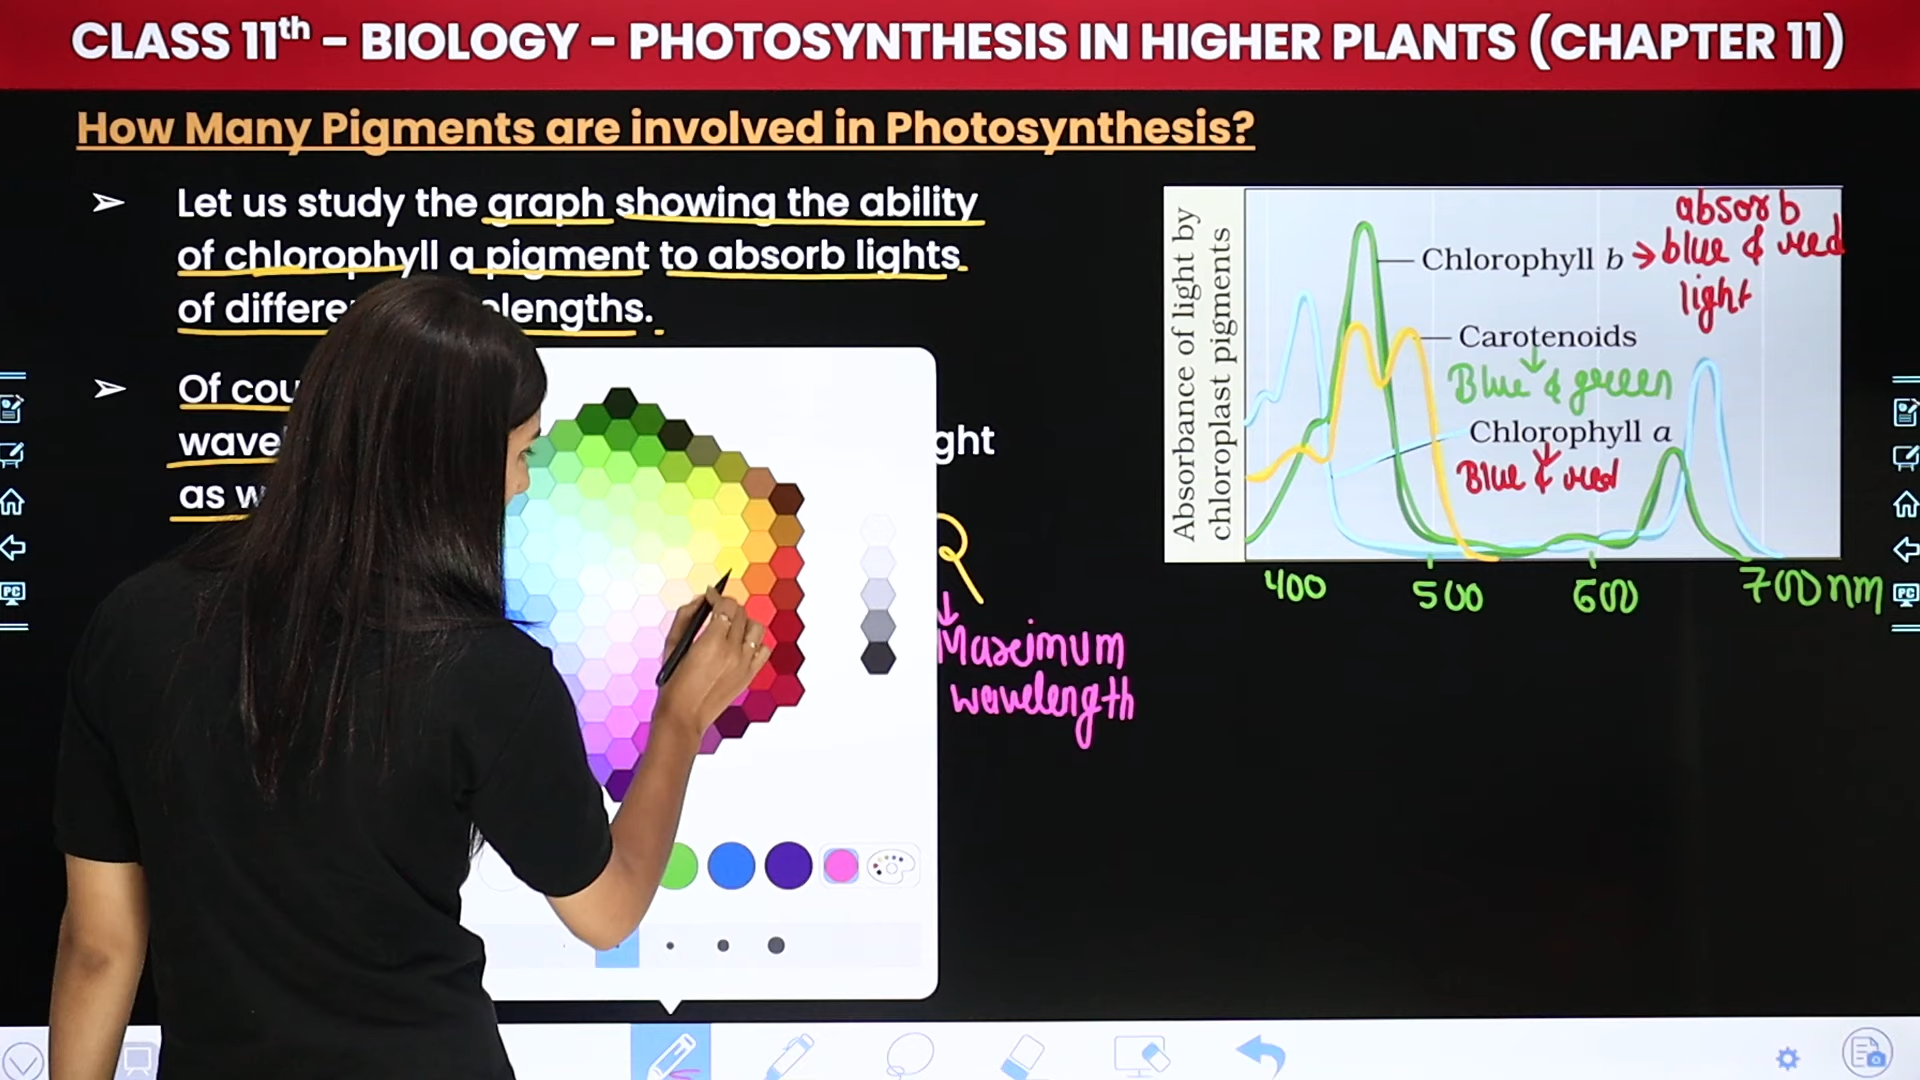 CLASS 11th - BIOLOGY - PHOTOSYNTHESIS IN HIGHER PLANTS (CHAPTER 11)
How Many Pigments are involved in Photosynthesis?
➢ Let us study the graph showing the ability
of chlorophyll a pigment to absorb lights
of differe lengths.
➢ Of cou
wave ght
as w
Maximum
wavelength
Absorbance of light by
chloroplast pigments
absorb
Chlorophyll b → blue & red
light
Carotenoids
Blue & green
Chlorophyll a
Blue & red
400 500 600 700nm
PC
PC